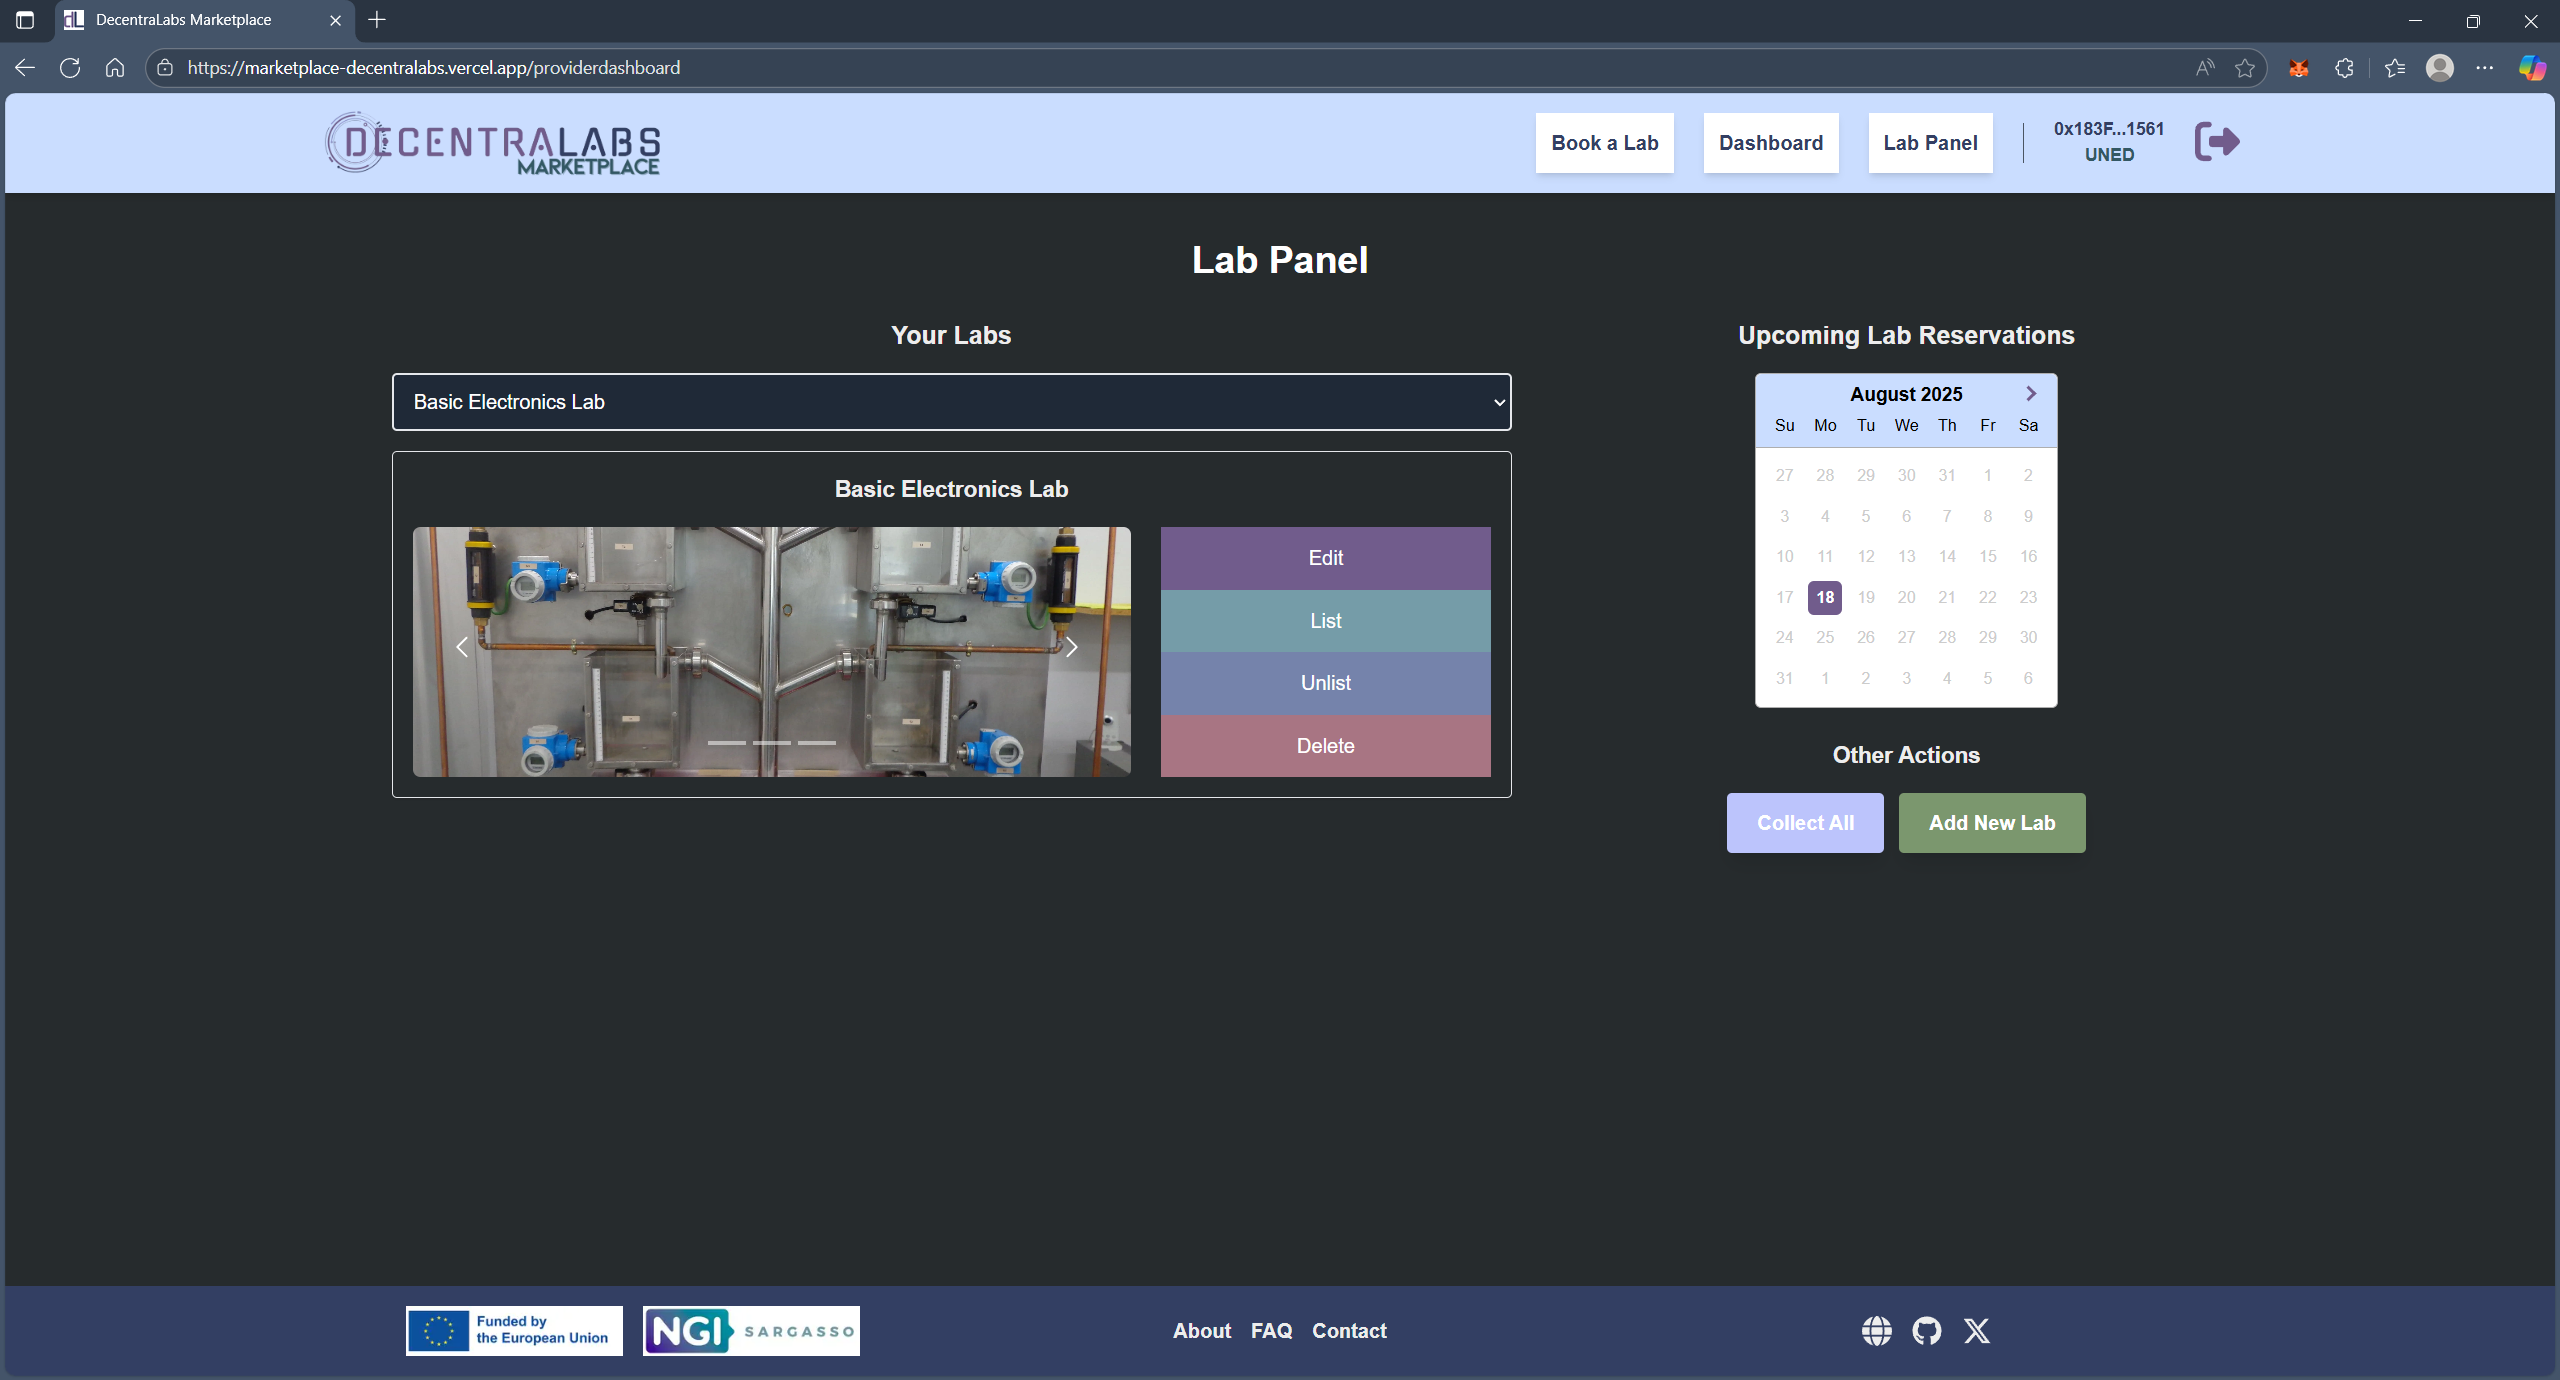 DecentraLabs Marketplace
https://marketplace-decentralabs.vercel.app/providerdashboard
DECENTRALABS
MARKETPLACE
Book a Lab
Dashboard
Lab Panel
0x183F...1561
UNED
Lab Panel
Your Labs
Basic Electronics Lab
Basic Electronics Lab
Edit
List
Unlist
Delete
Upcoming Lab Reservations
August 2025
Su Mo Tu We Th Fr Sa
27 28 29 30 31 1 2
3 4 5 6 7 8 9
10 11 12 13 14 15 16
17 18 19 20 21 22 23
24 25 26 27 28 29 30
31 1 2 3 4 5 6
Other Actions
Collect All
Add New Lab
Funded by
the European Union
NGI SARGASSO
About FAQ Contact